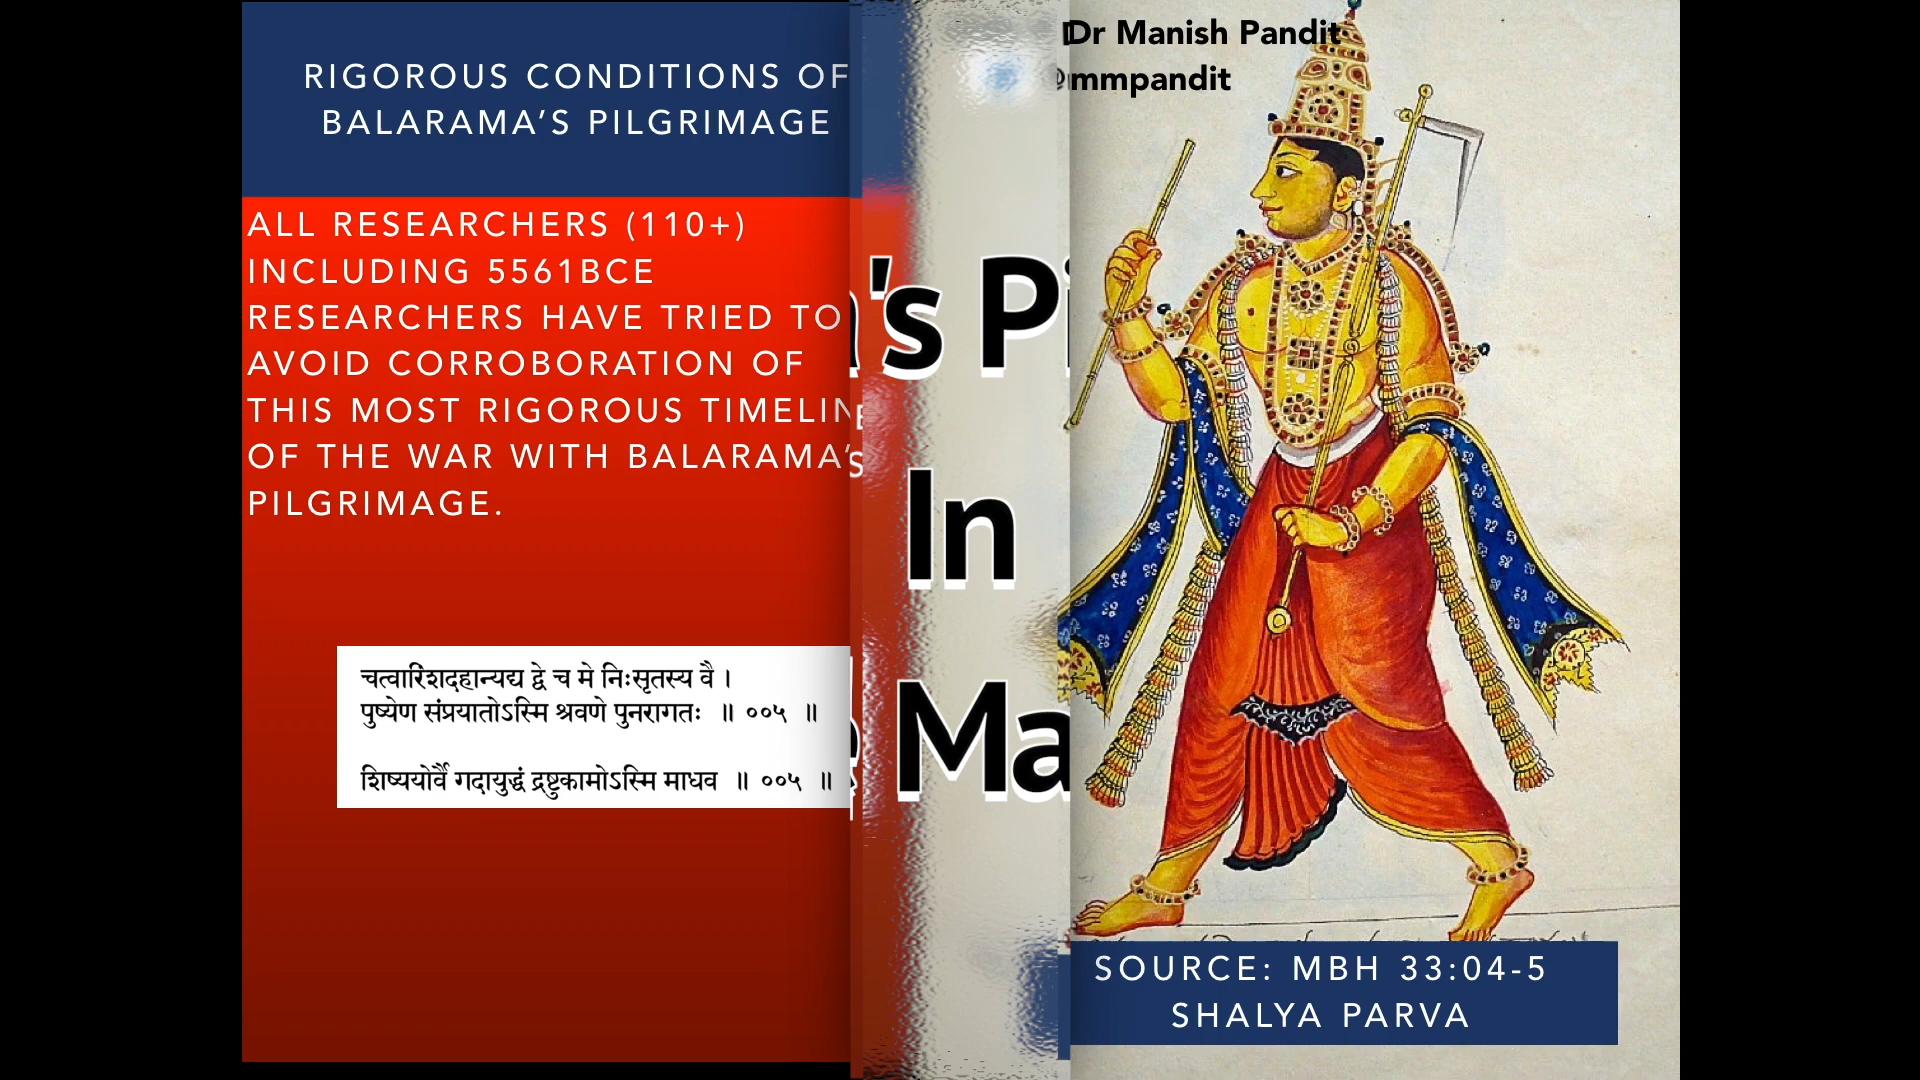 RIGOROUS CONDITIONS OF
BALARAMA’S PILGRIMAGE
ALL RESEARCHERS (110+)
INCLUDING 5561BCE
RESEARCHERS HAVE TRIED TO
AVOID CORROBORATION OF
THIS MOST RIGOROUS TIMELIN
OF THE WAR WITH BALARAMA’S
PILGRIMAGE.
चत्वारिंशदहान्यद्य द्वे च मे निःसृतस्य वै ।
पुष्येण संप्रयातोऽस्मि श्रवणे पुनरागतः ॥ ००५ ॥
शिष्ययोर्वै गदायुद्धं द्रष्टुकामोऽस्मि माधव ॥ ००५ ॥
's P
In
Ma
Dr Manish Pandit
@mmpandit
SOURCE: MBH 33:04-5
SHALYA PARVA